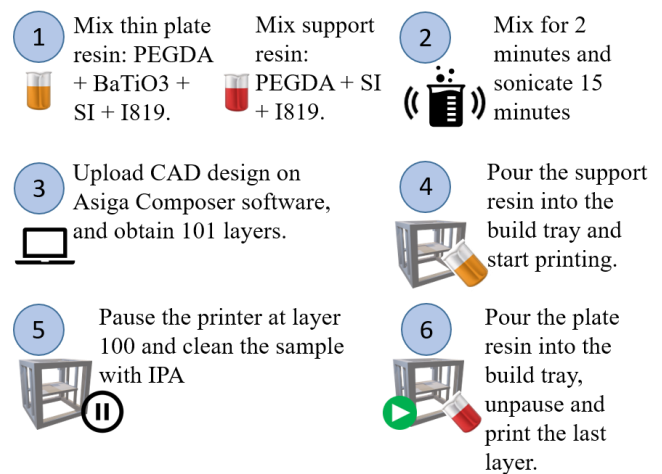 1
Mix thin plate
resin: PEGDA
+ BaTiO3 +
SI + I819.
Mix support
resin:
PEGDA + SI
+ I819.
2
Mix for 2
minutes and
sonicate 15
minutes
3
Upload CAD design on
Asiga Composer software,
and obtain 101 layers.
4
Pour the support
resin into the
build tray and
start printing.
5
Pause the printer at layer
100 and clean the sample
with IPA
6
Pour the plate
resin into the
build tray,
unpause and
print the last
layer.